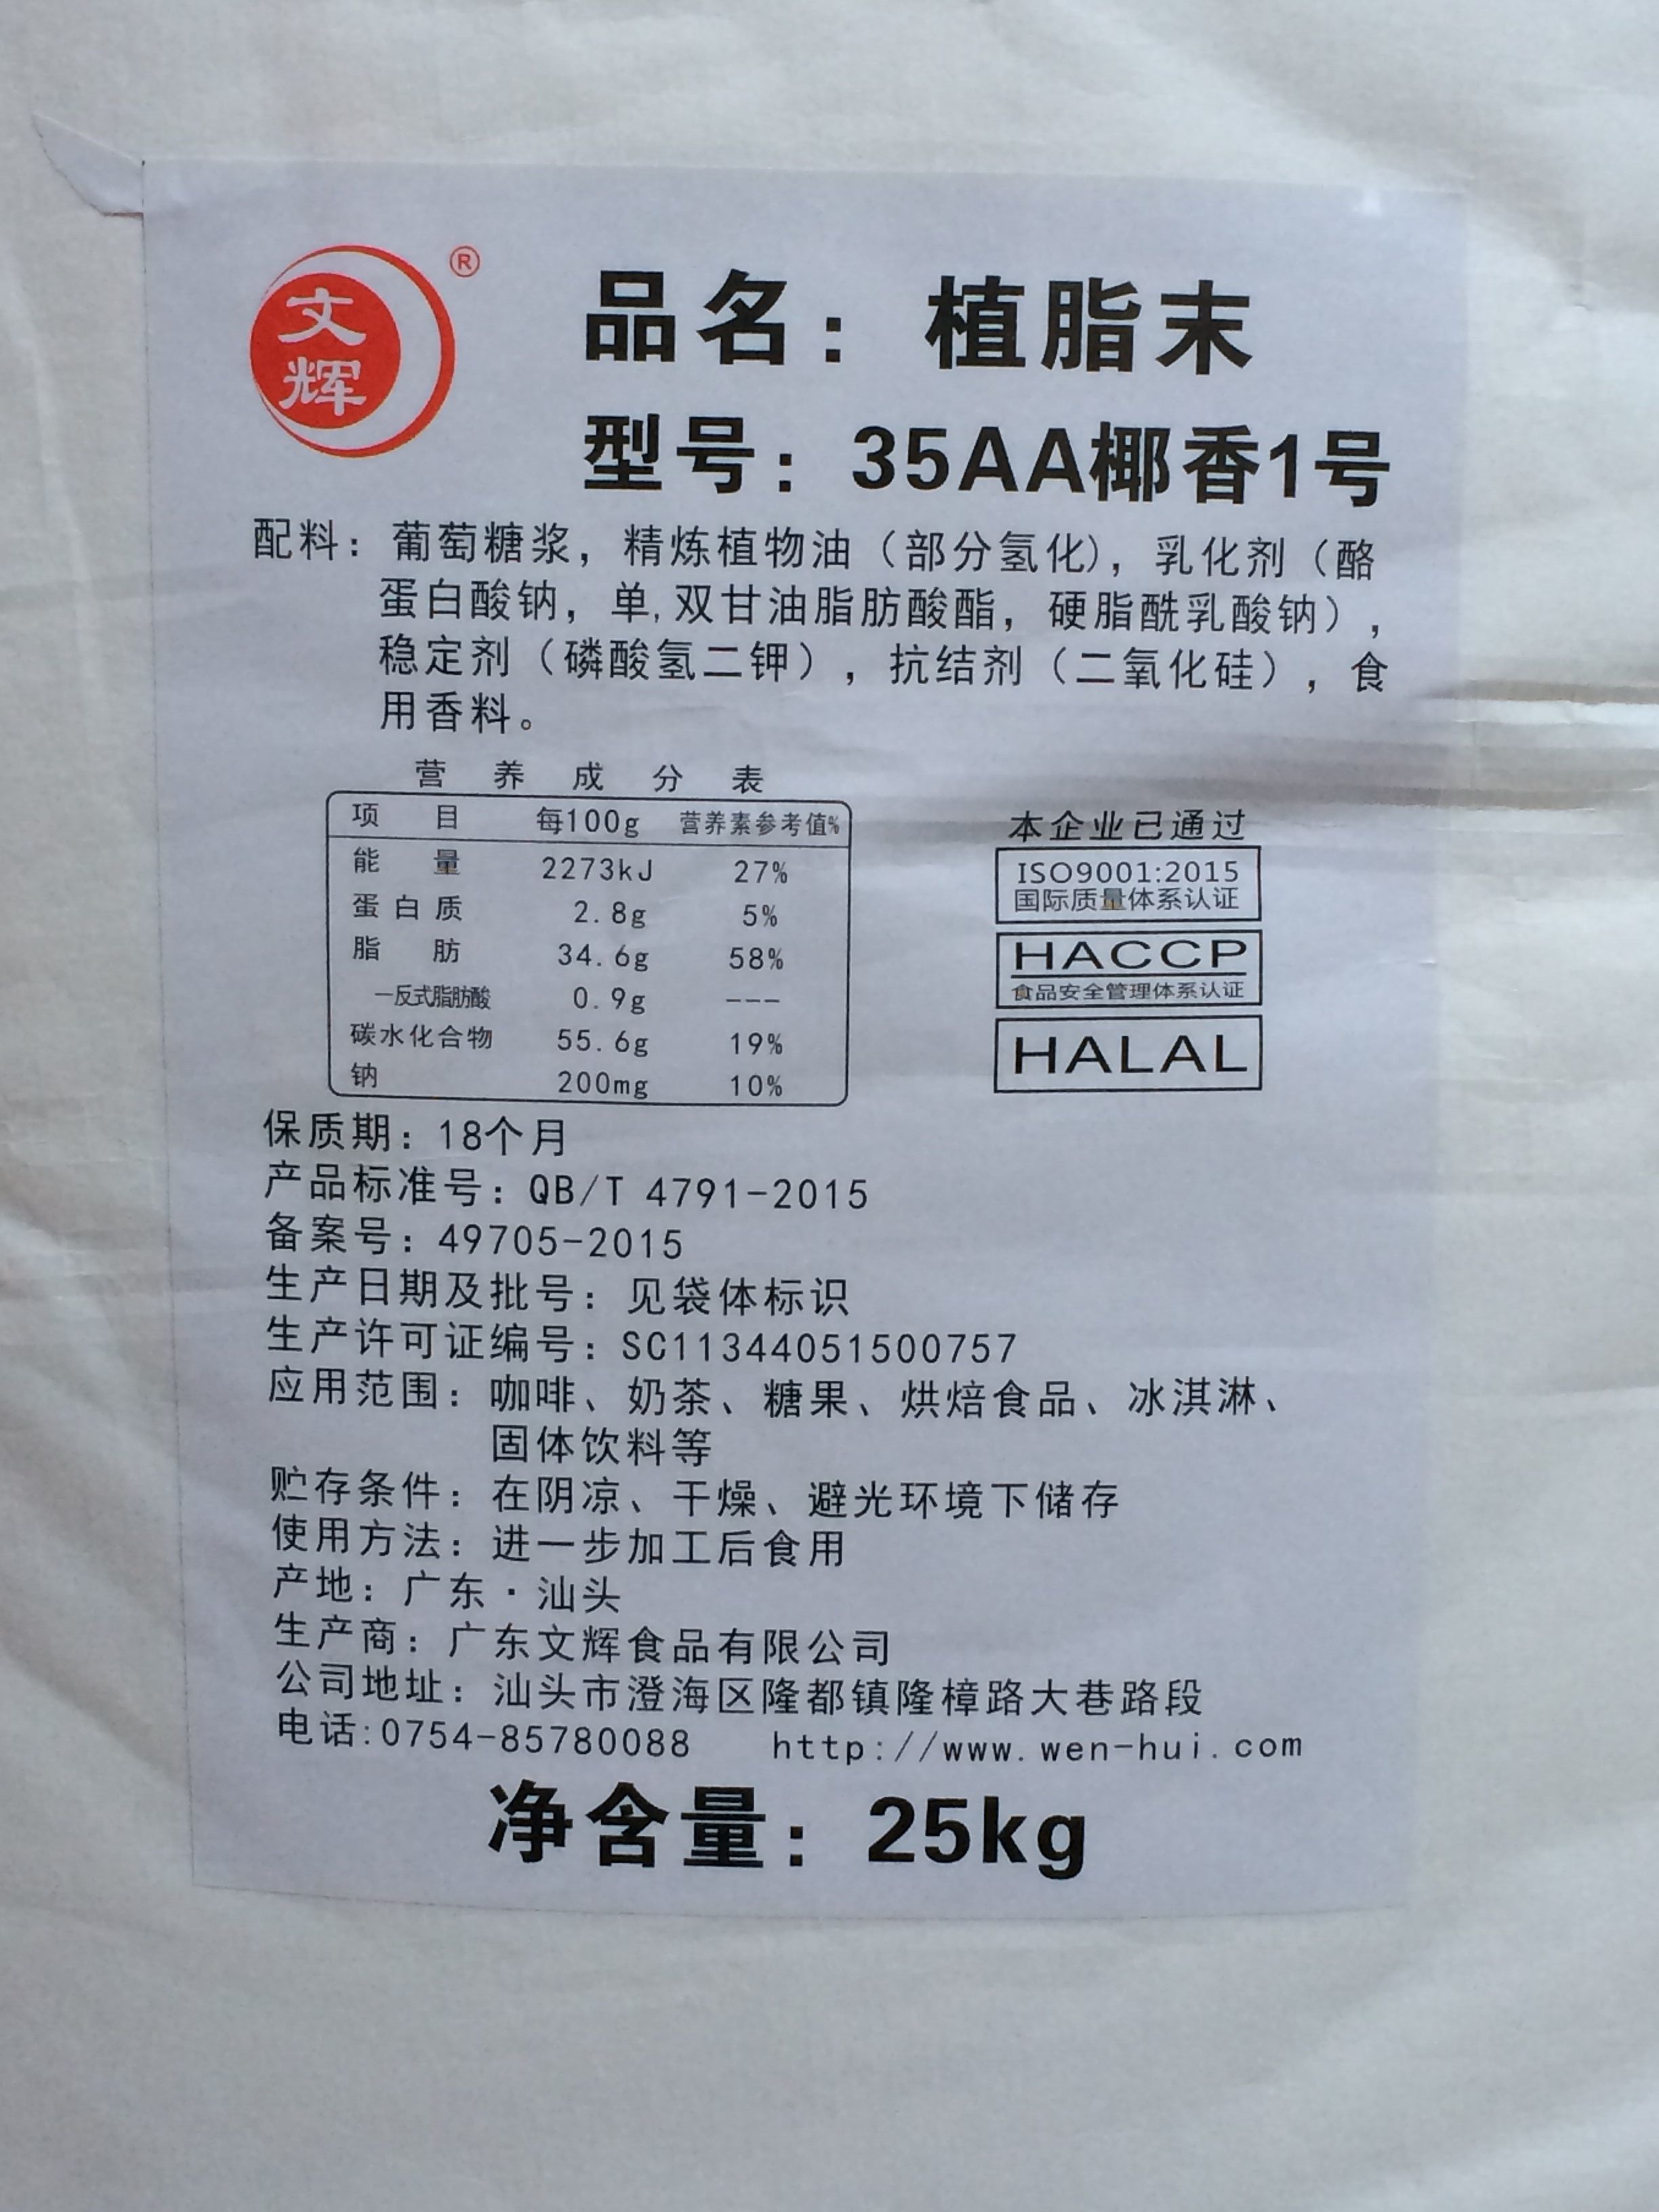 文
辉
®
品名：植脂末
型号：35AA椰香1号
配料：葡萄糖浆，精炼植物油（部分氢化)，乳化剂（酪
蛋白酸钠，单,双甘油脂肪酸酯，硬脂酰乳酸钠），
稳定剂（磷酸氢二钾），抗结剂（二氧化硅），食
用香料。
营养成分表
项目 每100g 营养素参考值%
能量 2273kJ 27%
蛋白质 2.8g 5%
脂肪 34.6g 58%
—反式脂肪酸 0.9g ---
碳水化合物 55.6g 19%
钠 200mg 10%
本企业已通过
ISO9001:2015
国际质量体系认证
HACCP
食品安全管理体系认证
HALAL
保质期：18个月
产品标准号：QB/T 4791-2015
备案号：49705-2015
生产日期及批号：见袋体标识
生产许可证编号：SC11344051500757
应用范围：咖啡、奶茶、糖果、烘焙食品、冰淇淋、
固体饮料等
贮存条件：在阴凉、干燥、避光环境下储存
使用方法：进一步加工后食用
产地：广东·汕头
生产商：广东文辉食品有限公司
公司地址：汕头市澄海区隆都镇隆樟路大巷路段
电话:0754-85780088 http://www.wen-hui.com
净含量：25kg